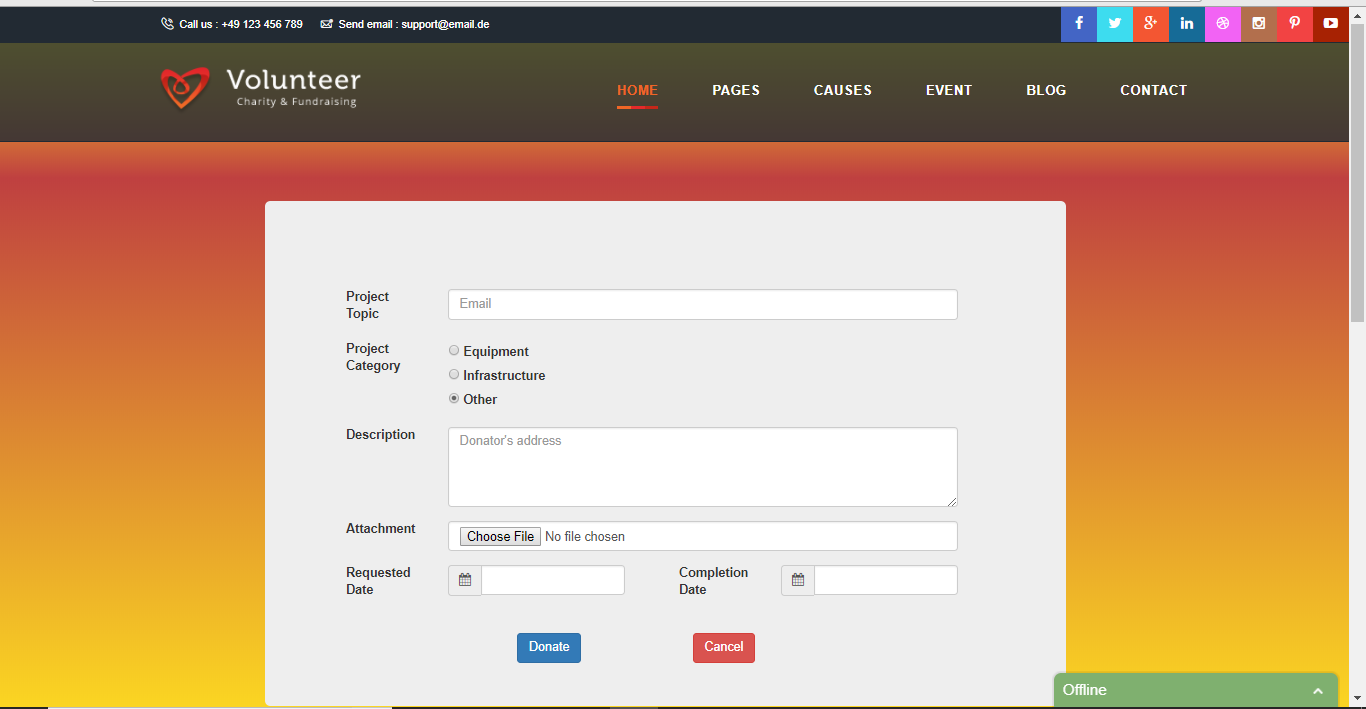 Call us : +49 123 456 789 Send email : support@email.de
Volunteer
Charity & Fundraising
HOME PAGES CAUSES EVENT BLOG CONTACT
Project
Topic
Email
Project
Category
Equipment
Infrastructure
Other
Description
Donator's address
Attachment
Choose File No file chosen
Requested
Date
Completion
Date
Donate Cancel
Offline